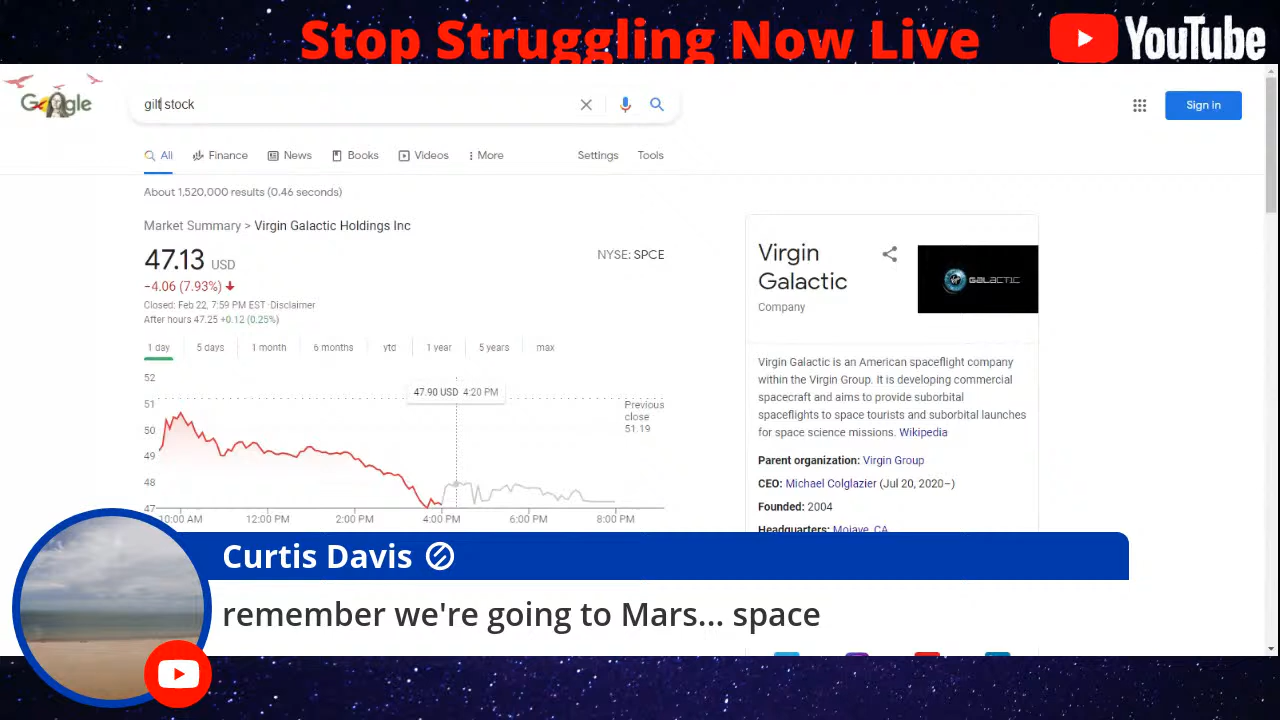 Stop Struggling Now Live
YouTube
Google
gilt stock
Sign in
All
Finance
News
Books
Videos
More
Settings
Tools
About 1,520,000 results (0.46 seconds)
Market Summary > Virgin Galactic Holdings Inc
47.13 USD
NYSE: SPCE
−4.06 (7.93%)
Closed: Feb 22, 7:59 PM EST · Disclaimer
After hours 47.25 +0.12 (0.25%)
1 day
5 days
1 month
6 months
ytd
1 year
5 years
max
52
51
50
49
48
47
47.90 USD 4:20 PM
Previous
close
51.19
10:00 AM
12:00 PM
2:00 PM
4:00 PM
6:00 PM
8:00 PM
Virgin
Galactic
Company
GALACTIC
Virgin Galactic is an American spaceflight company
within the Virgin Group. It is developing commercial
spacecraft and aims to provide suborbital
spaceflights to space tourists and suborbital launches
for space science missions. Wikipedia
Parent organization: Virgin Group
CEO: Michael Colglazier (Jul 20, 2020–)
Founded: 2004
Headquarters: Mojave, CA
Curtis Davis
remember we're going to Mars... space